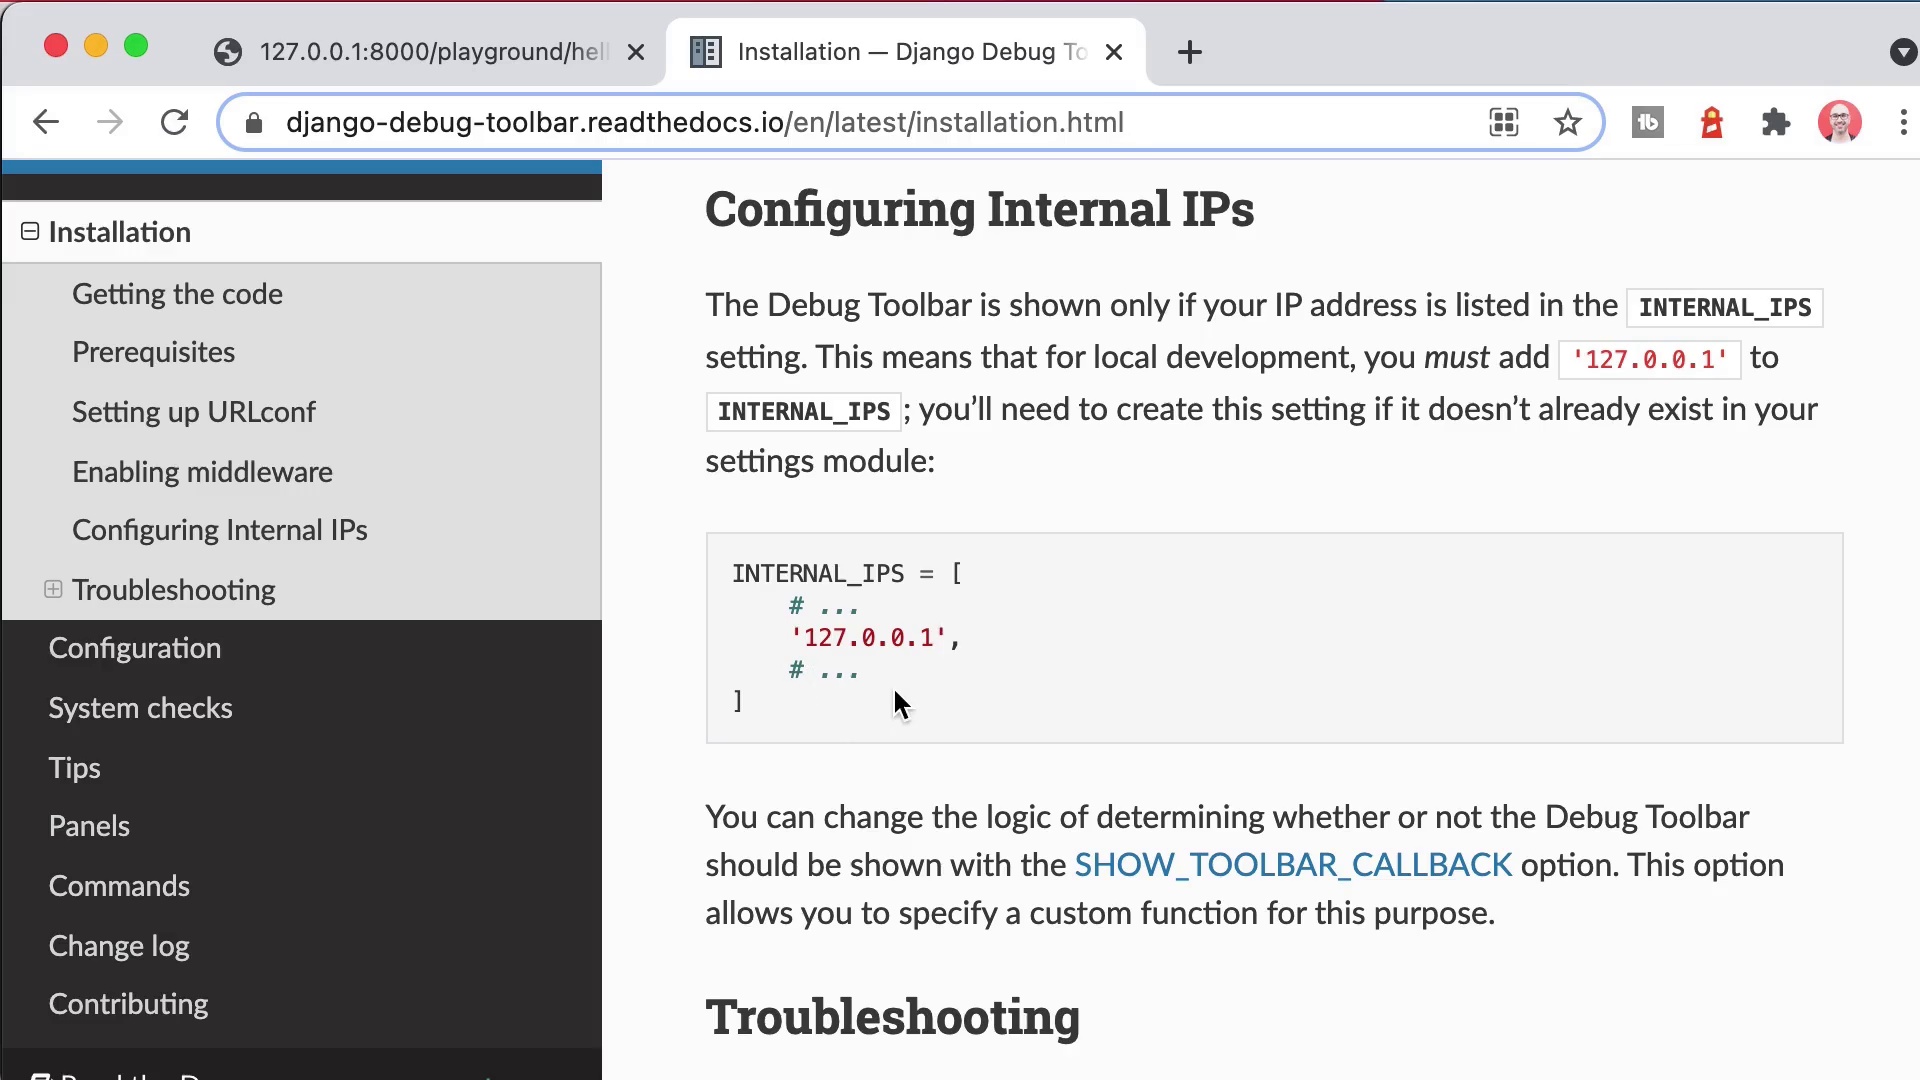 127.0.0.1:8000/playground/hell
Installation — Django Debug To
django-debug-toolbar.readthedocs.io/en/latest/installation.html
Installation
Getting the code
Prerequisites
Setting up URLconf
Enabling middleware
Configuring Internal IPs
Troubleshooting
Configuration
System checks
Tips
Panels
Commands
Change log
Contributing
Configuring Internal IPs
The Debug Toolbar is shown only if your IP address is listed in the INTERNAL_IPS
setting. This means that for local development, you must add '127.0.0.1' to
INTERNAL_IPS ; you’ll need to create this setting if it doesn’t already exist in your
settings module:
INTERNAL_IPS = [
# ...
'127.0.0.1',
# ...
]
You can change the logic of determining whether or not the Debug Toolbar
should be shown with the SHOW_TOOLBAR_CALLBACK option. This option
allows you to specify a custom function for this purpose.
Troubleshooting